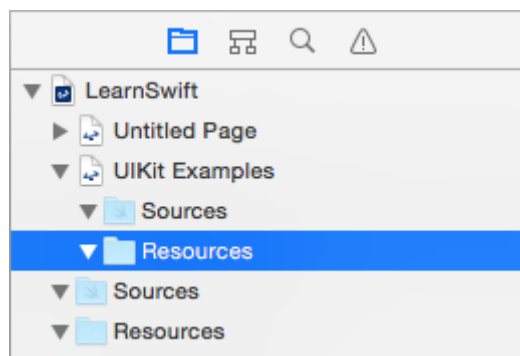 LearnSwift
Untitled Page
UIKit Examples
Sources
Resources
Sources
Resources